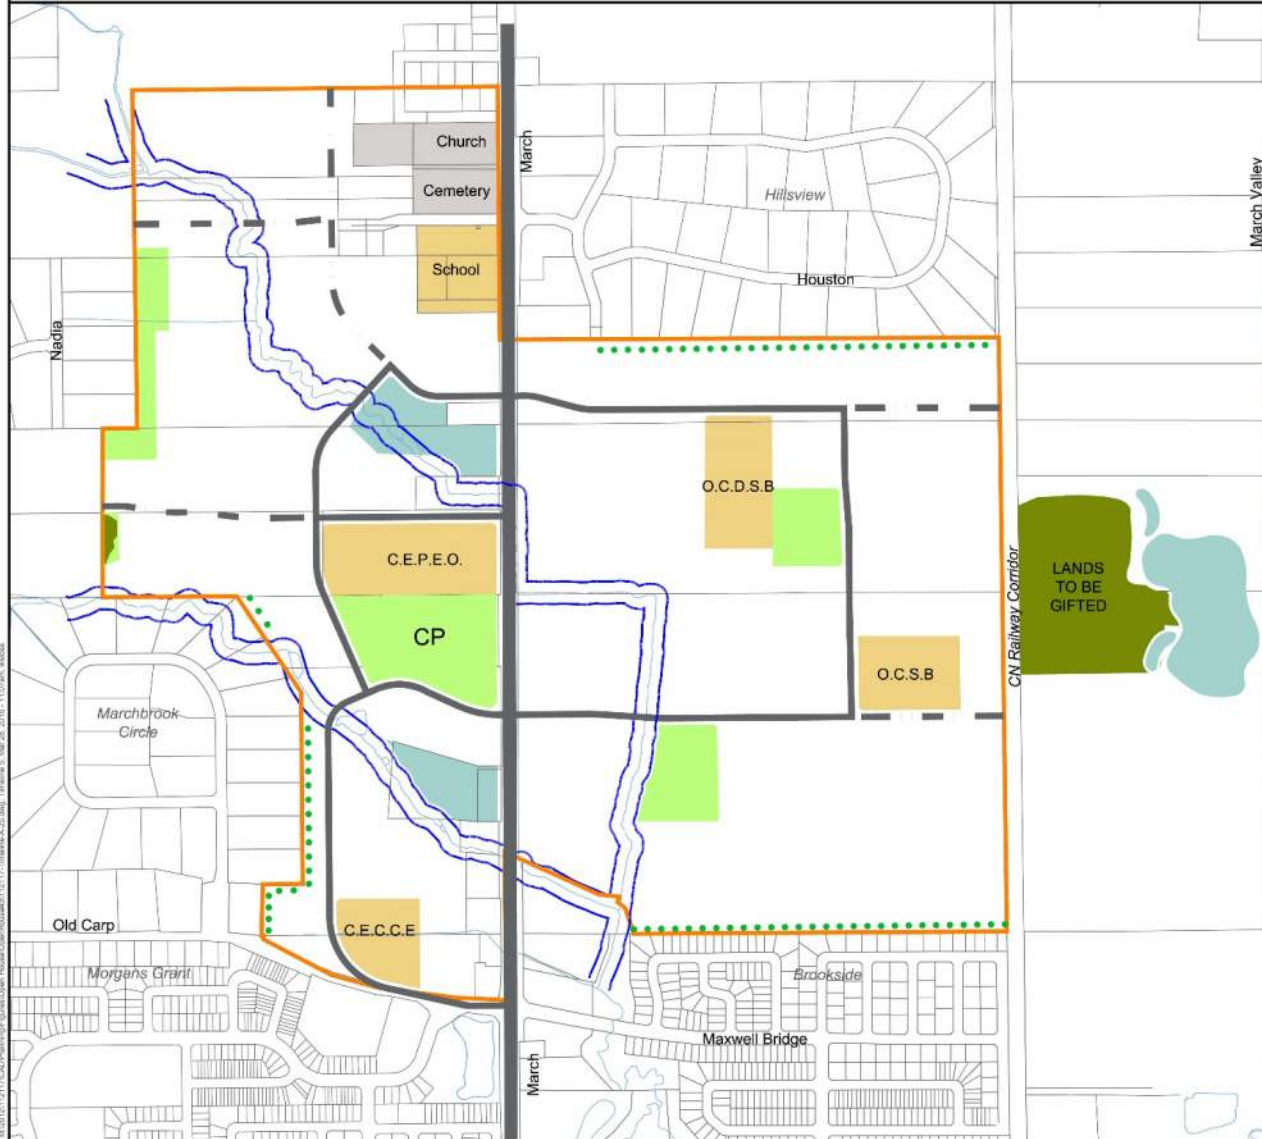 Church
March
Cemetery
Hillsview
March Valley
School
Houston
Nadia
O.C.D.S.B
C.E.P.E.O.
LANDS
TO BE
GIFTED
CN Railway Corridor
CP
O.C.S.B
Marchbrook
Circle
Old Carp
C.E.C.C.E
Morgans Grant
Brookside
Maxwell Bridge
March